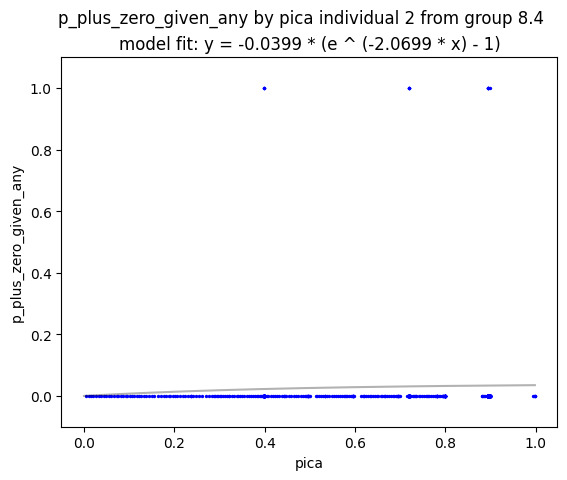 p_plus_zero_given_any by pica individual 2 from group 8.4
model fit: y = -0.0399 * (e ^ (-2.0699 * x) - 1)
1.0
0.8
0.6
0.4
0.2
0.0
p_plus_zero_given_any
0.0 0.2 0.4 0.6 0.8 1.0
pica